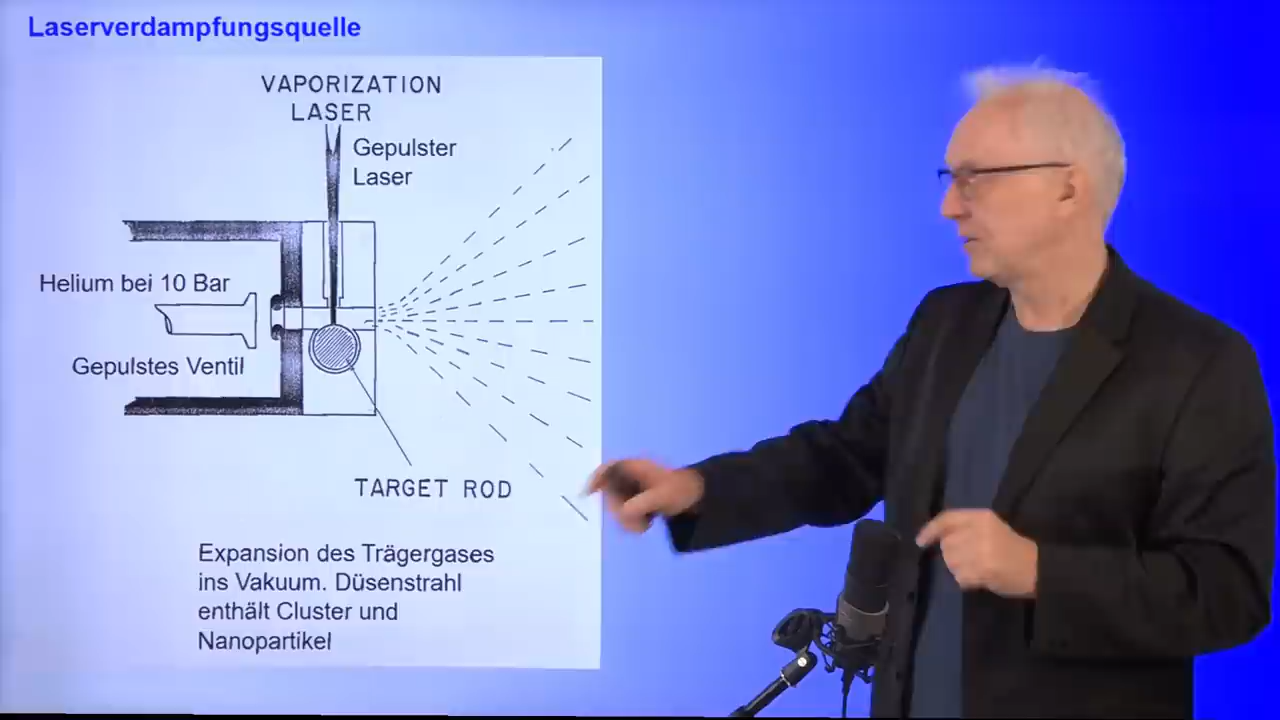 Laserverdampfungsquelle
VAPORIZATION
LASER
Gepulster
Laser
Helium bei 10 Bar
Gepulstes Ventil
TARGET ROD
Expansion des Trägergases
ins Vakuum. Düsenstrahl
enthält Cluster und
Nanopartikel